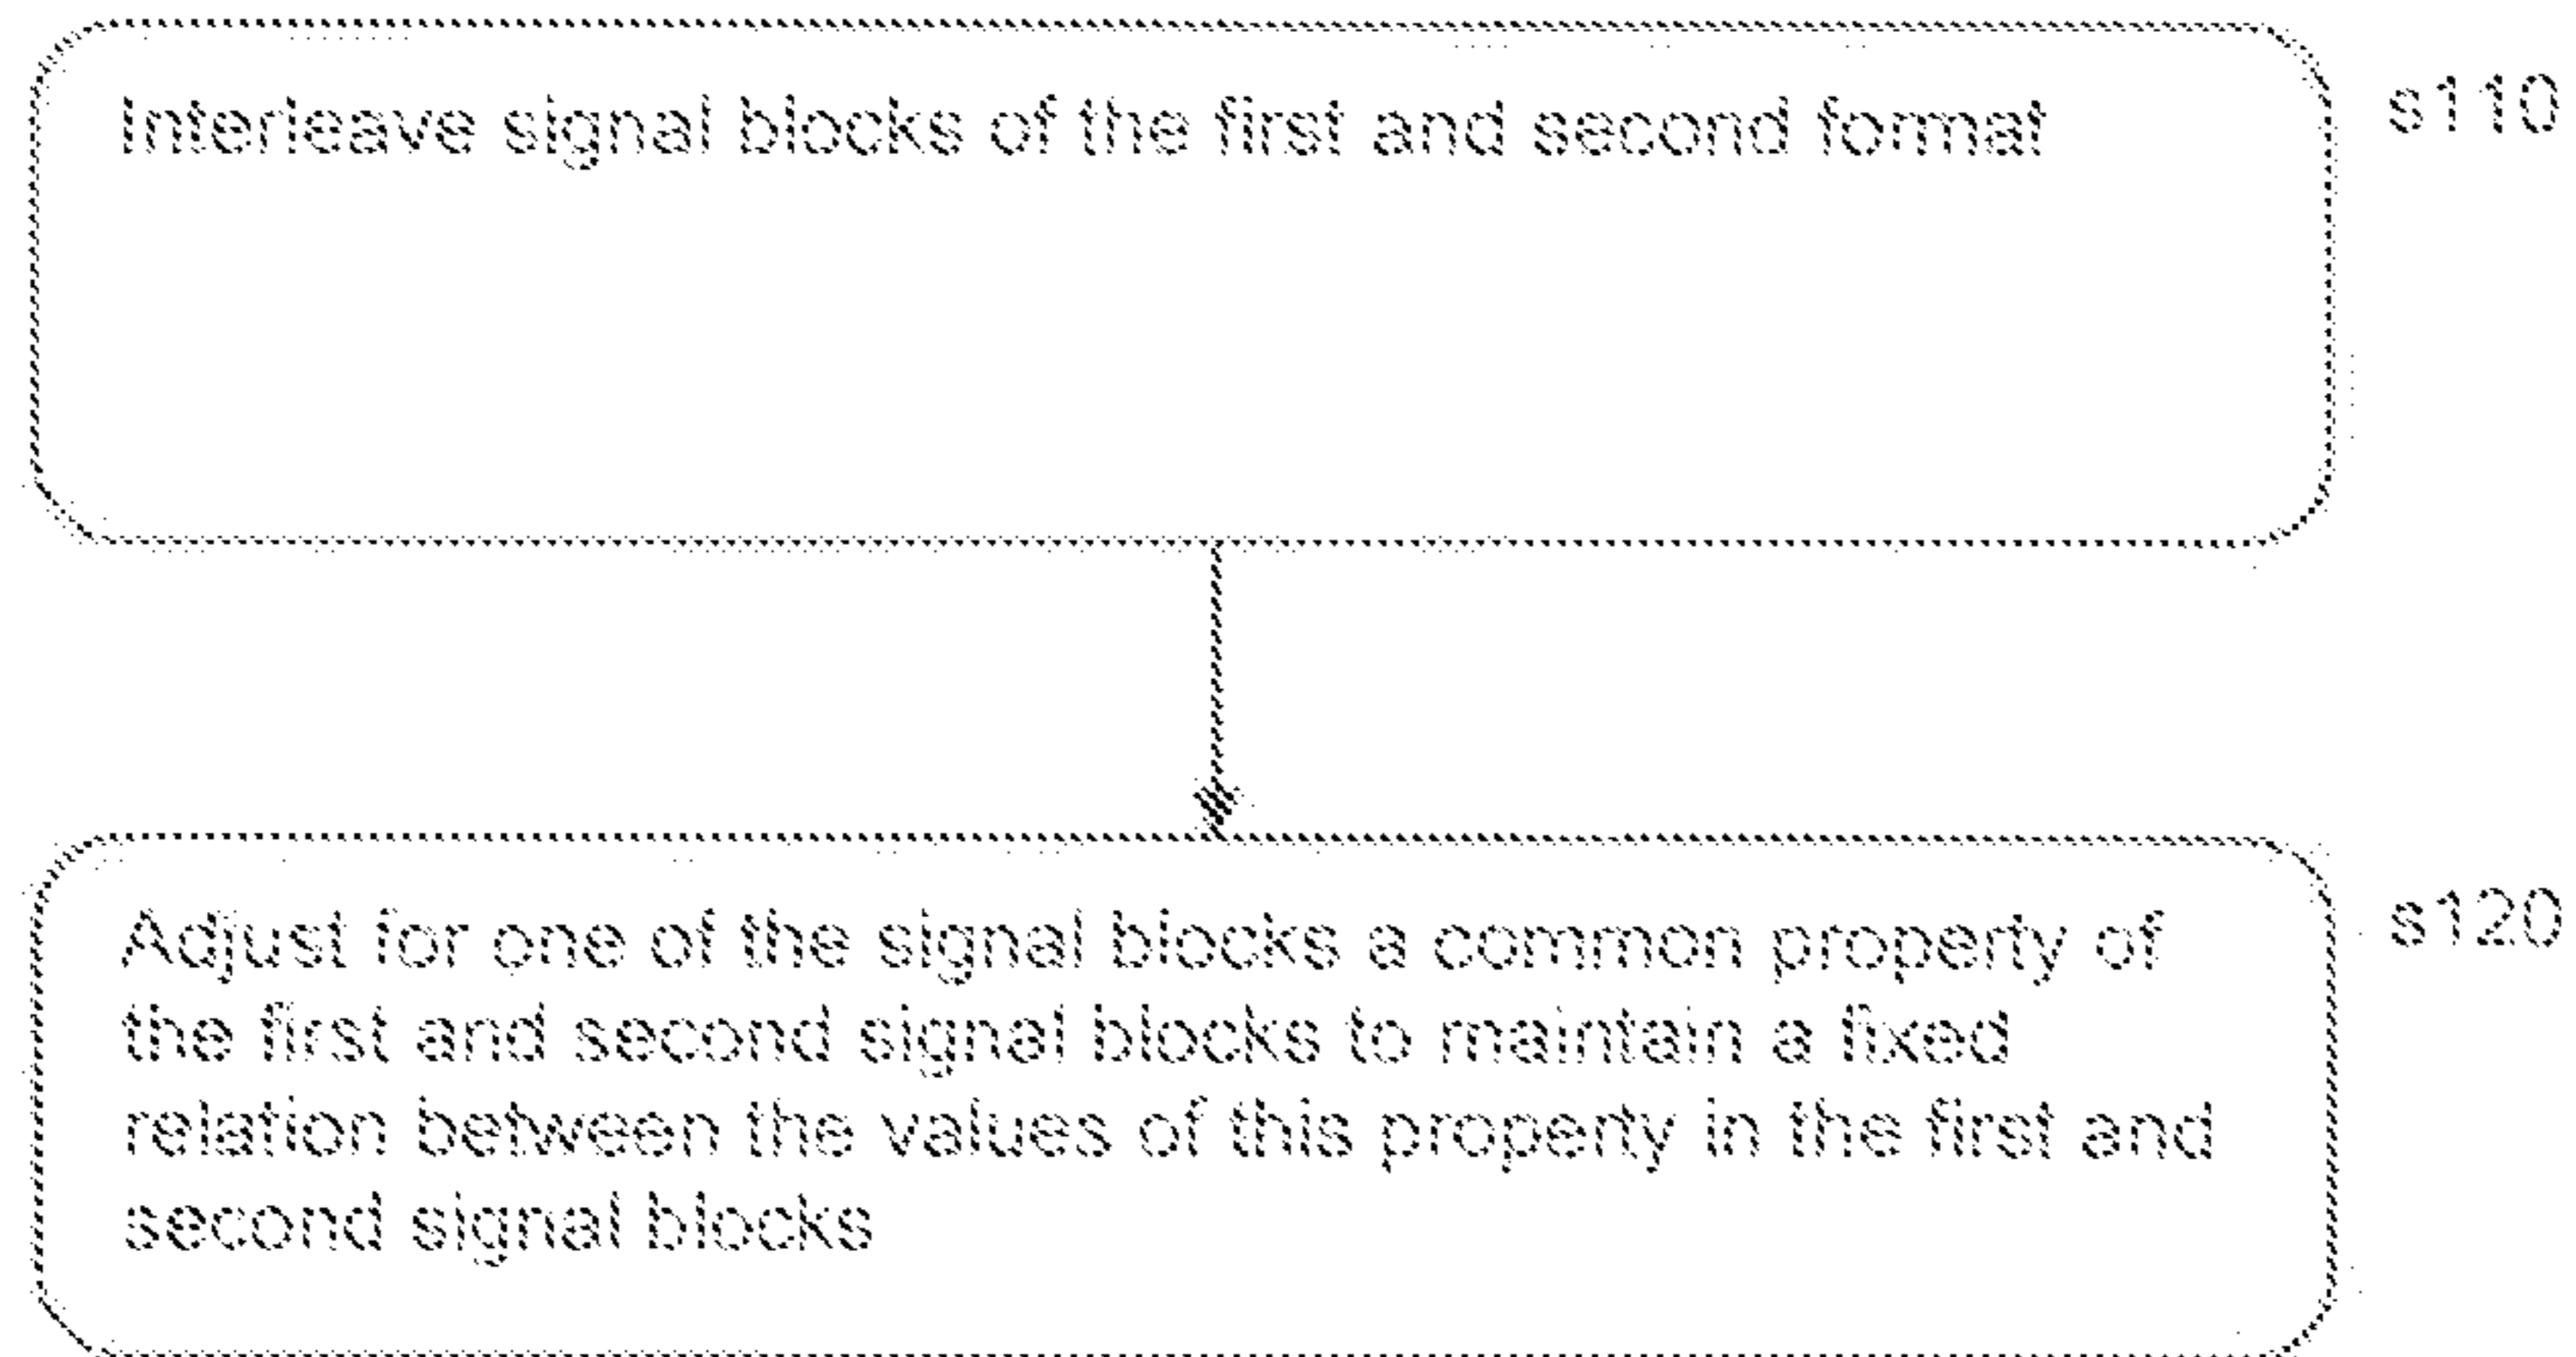 Interleave signal blocks of the first and second format
s110
Adjust for one of the signal blocks a common property of
s120
the first and second signal blocks to maintain a fixed
relation between the values of this property in the first and
second signal blocks